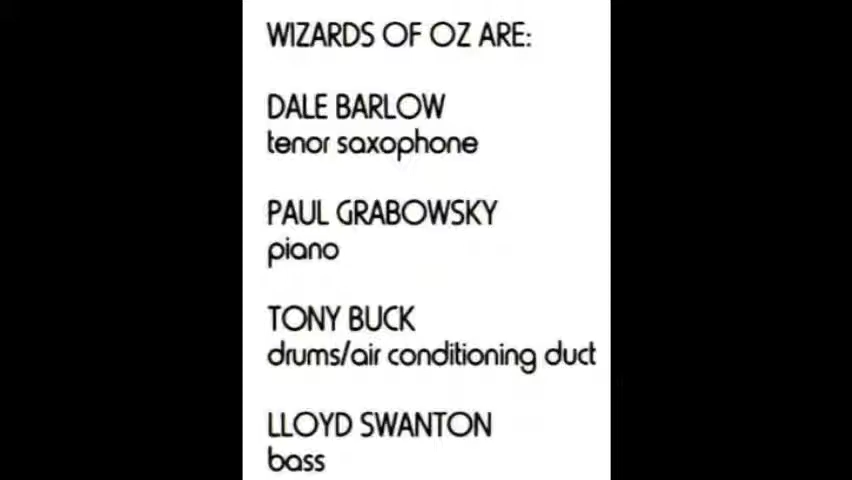 WIZARDS OF OZ ARE:
DALE BARLOW
tenor saxophone
PAUL GRABOWSKY
piano
TONY BUCK
drums/air conditioning duct
LLOYD SWANTON
bass